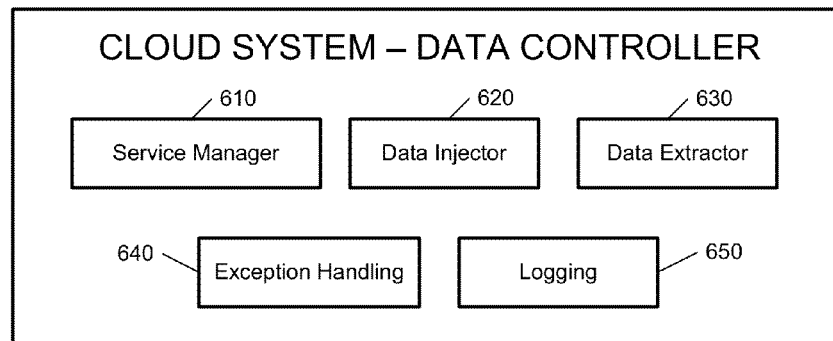 CLOUD SYSTEM – DATA CONTROLLER
610
620
630
Service Manager
Data Injector
Data Extractor
640
650
Exception Handling
Logging